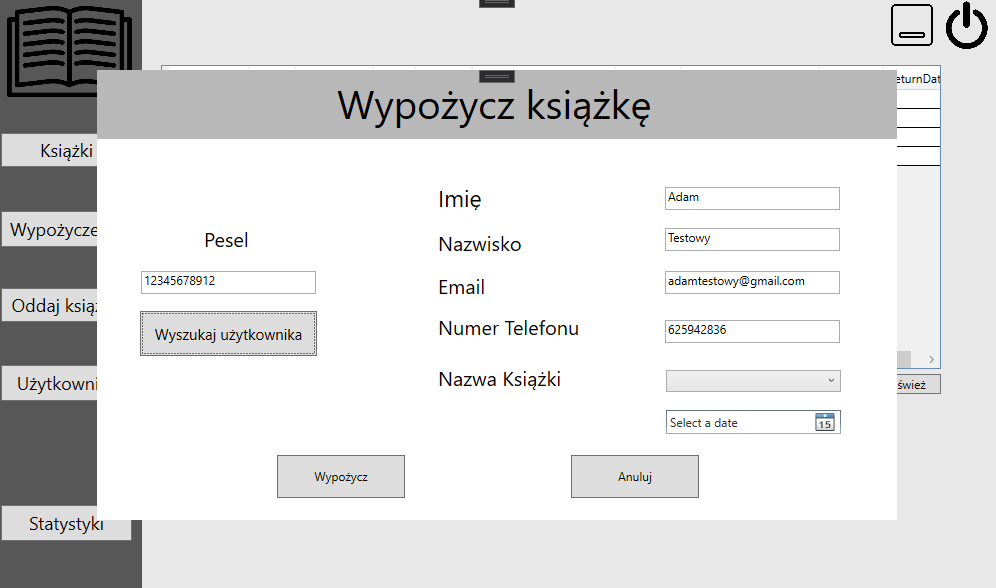 eturnDat
Wypożycz książkę
Książki
Wypożycze
Oddaj książ
Użytkowni
Statystyki
Pesel
12345678912
Wyszukaj użytkownika
Imię
Adam
Nazwisko
Testowy
Email
adamtestowy@gmail.com
Numer Telefonu
625942836
Nazwa Książki
Select a date
15
śwież
Wypożycz
Anuluj